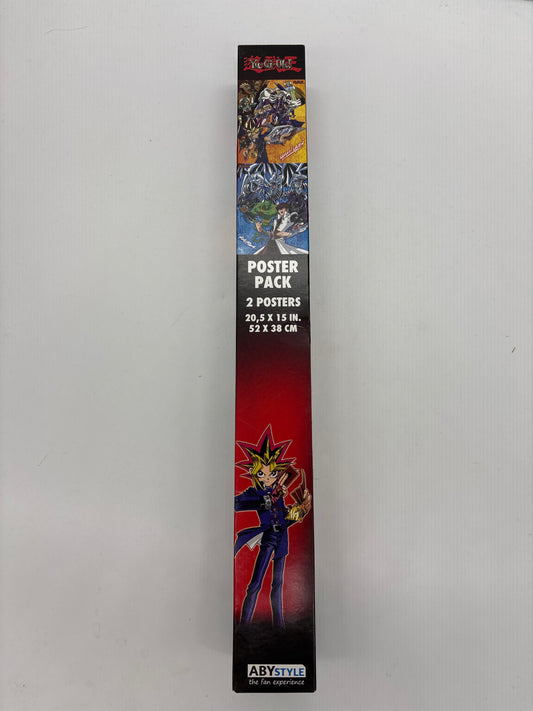 Yu-Gi-Oh!
POSTER
PACK
2 POSTERS
20,5 X 15 IN.
52 X 38 CM
ABYSTYLE
the fan experience